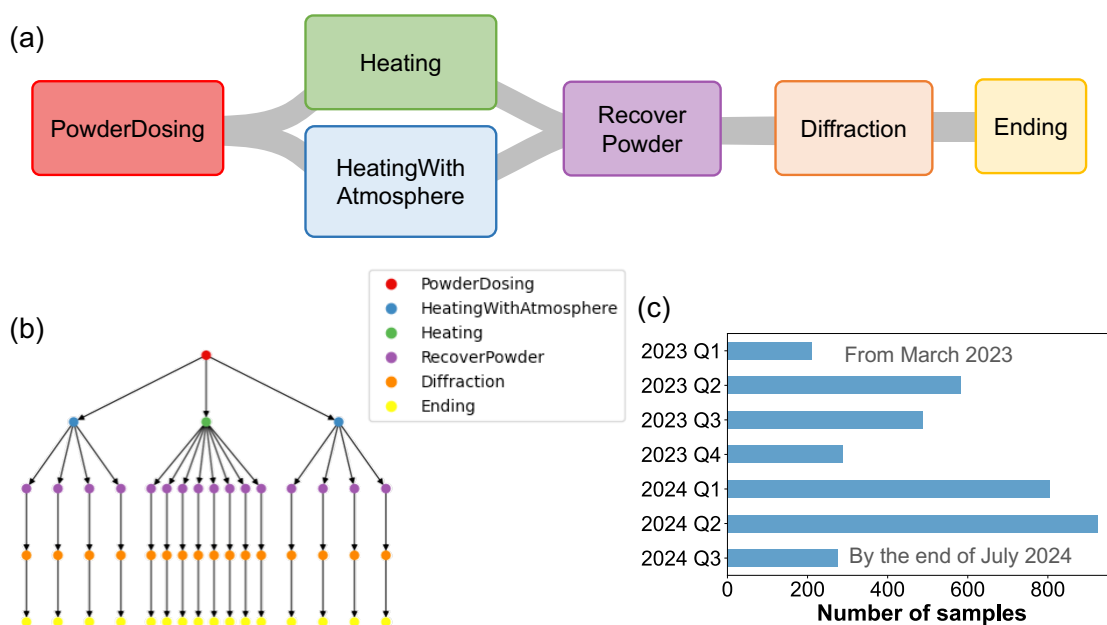 (a)
PowderDosing
Heating
HeatingWith
Atmosphere
Recover
Powder
Diffraction
Ending
(b)
PowderDosing
HeatingWithAtmosphere
Heating
RecoverPowder
Diffraction
Ending
(c)
2023 Q1
From March 2023
2023 Q2
2023 Q3
2023 Q4
2024 Q1
2024 Q2
2024 Q3
By the end of July 2024
0 200 400 600 800
Number of samples